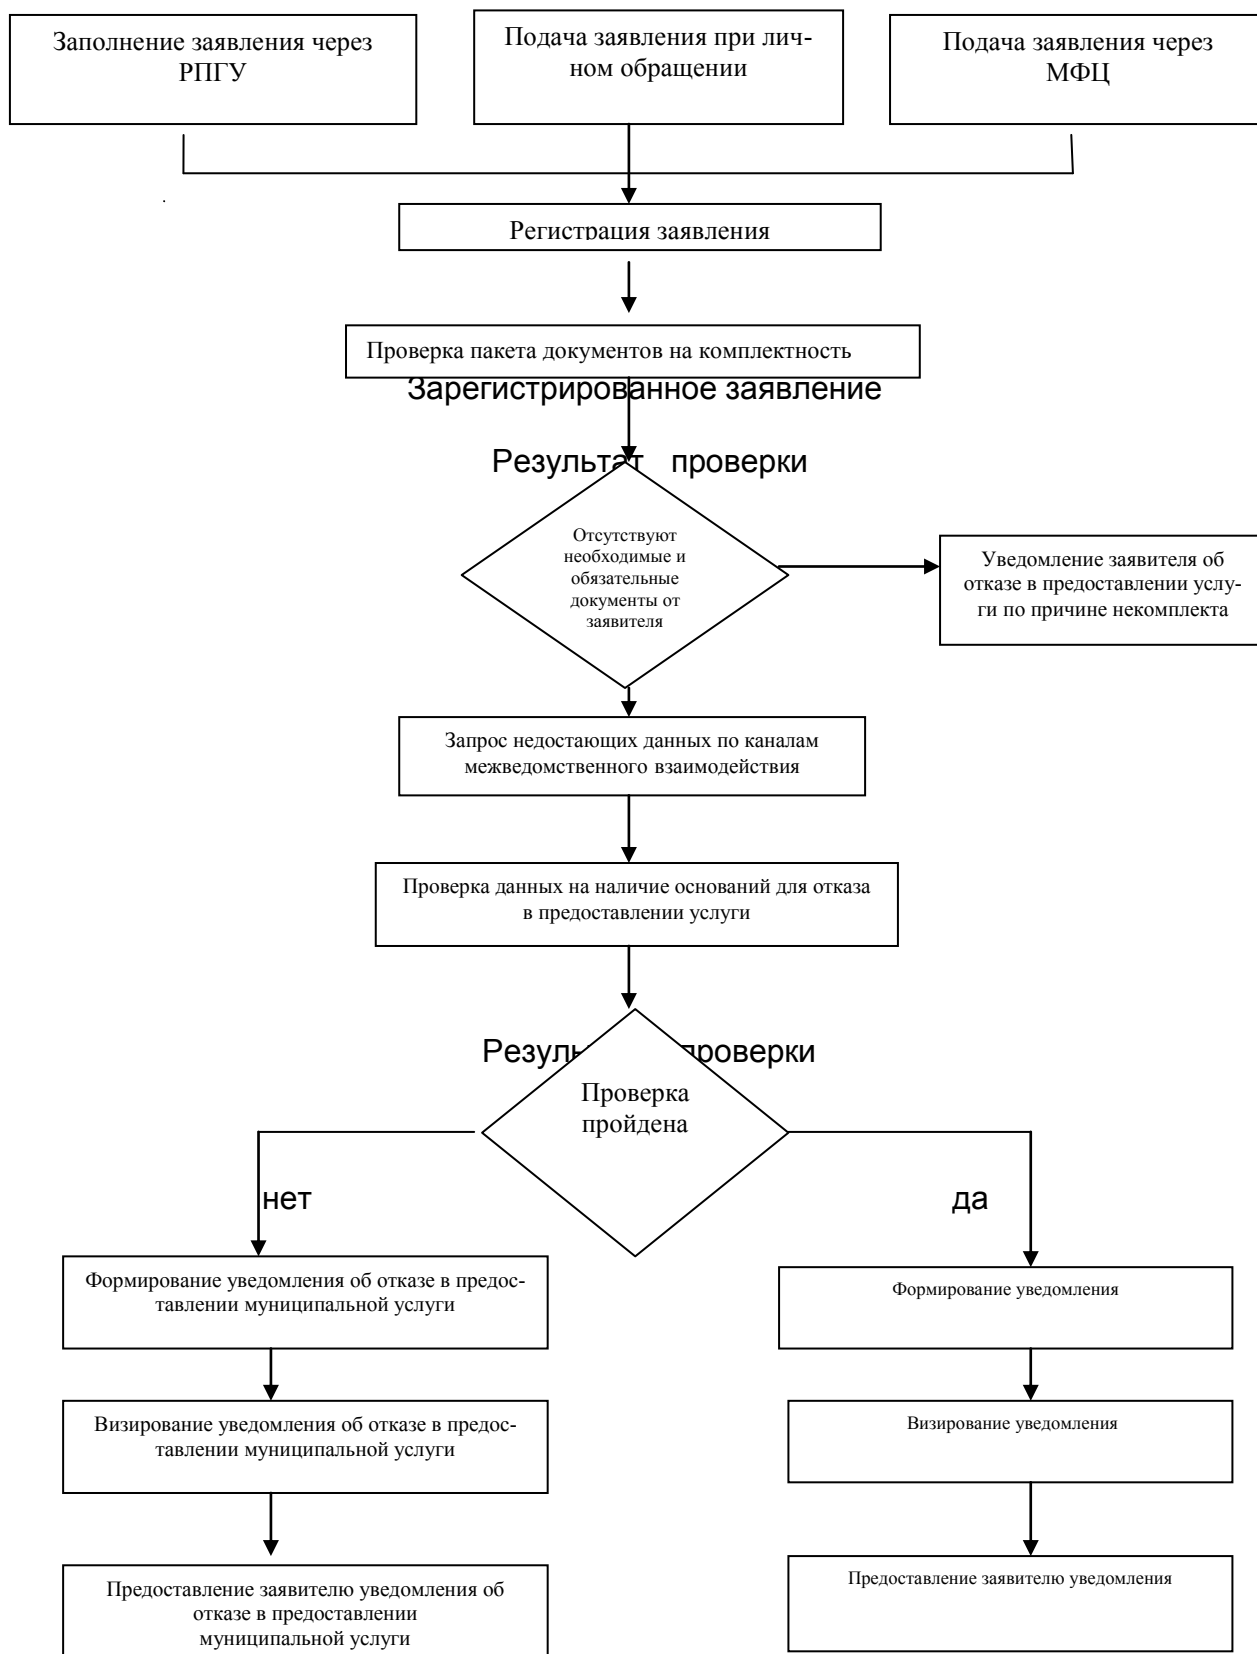 Заполнение заявления через
РПГУ
Подача заявления при лич-
ном обращении
Подача заявления через
МФЦ
Регистрация заявления
Проверка пакета документов на комплектность
Зарегистрированное заявление
Результат проверки
Отсутствуют
необходимые и
обязательные
документы от
заявителя
Уведомление заявителя об
отказе в предоставлении услу-
ги по причине некомплекта
Запрос недостающих данных по каналам
межведомственного взаимодействия
Проверка данных на наличие оснований для отказа
в предоставлении услуги
проверки
Проверка
пройдена
нет
да
Формирование уведомления об отказе в предос-
тавлении муниципальной услуги
Формирование уведомления
Визирование уведомления об отказе в предос-
тавлении муниципальной услуги
Визирование уведомления
Предоставление заявителю уведомления об
отказе в предоставлении
муниципальной услуги
Предоставление заявителю уведомления